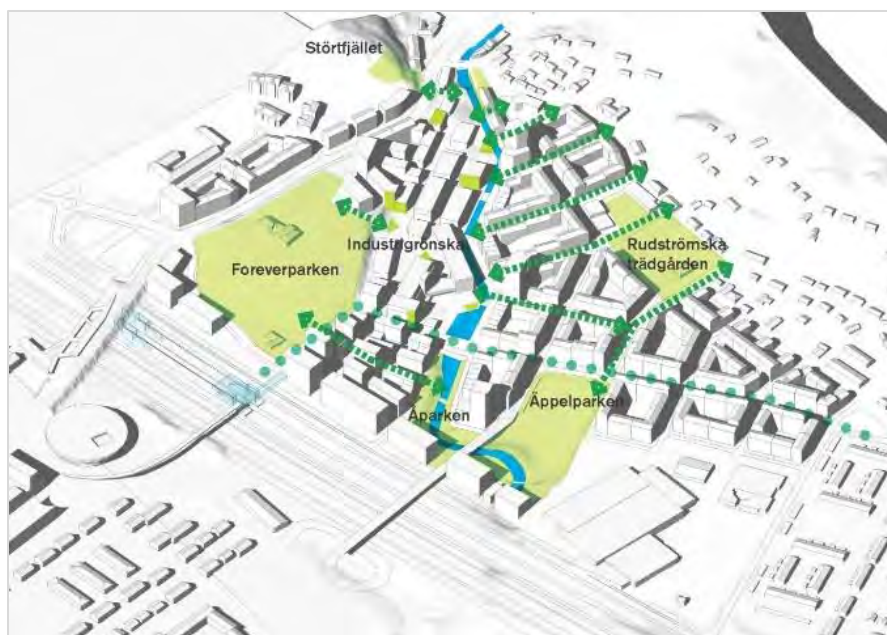 Störtfjället
Industrigrönska
Foreverparken
Rudströmska
trädgården
Åparken
Äppelparken